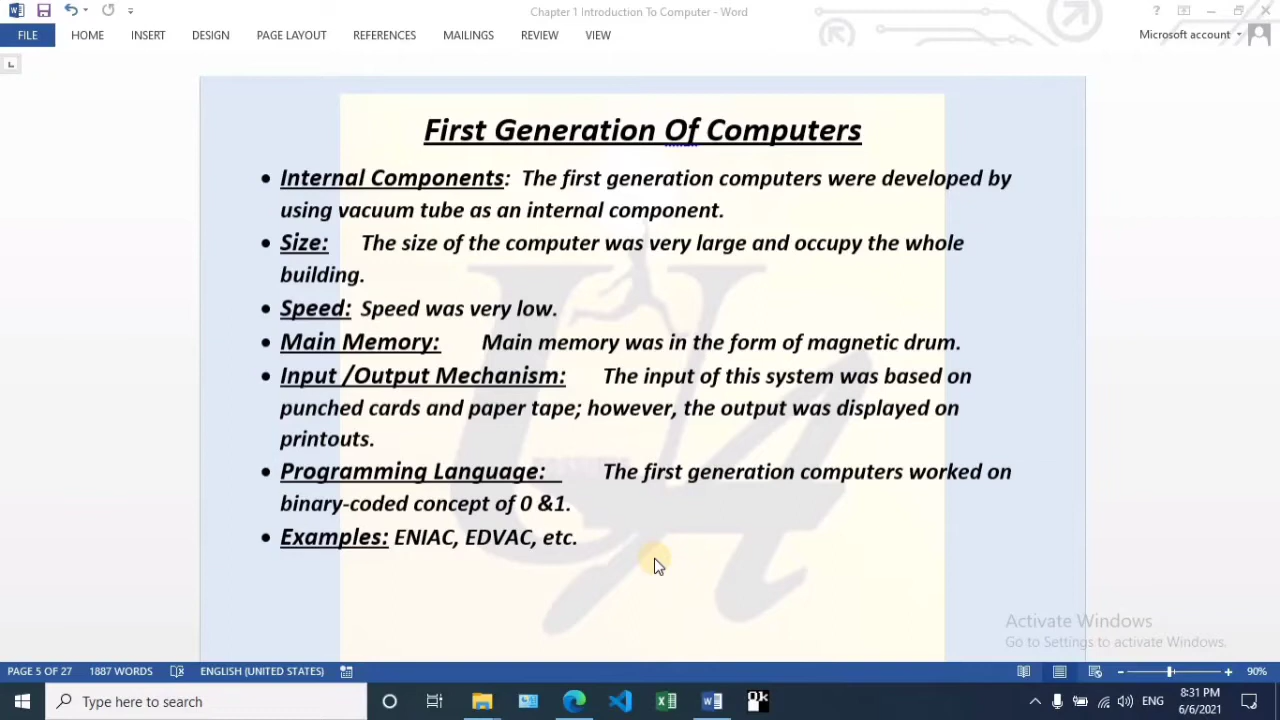 Chapter 1 Introduction To Computer - Word
FILE HOME INSERT DESIGN PAGE LAYOUT REFERENCES MAILINGS REVIEW VIEW Microsoft account
First Generation Of Computers
• Internal Components: The first generation computers were developed by
using vacuum tube as an internal component.
• Size: The size of the computer was very large and occupy the whole
building.
• Speed: Speed was very low.
• Main Memory: Main memory was in the form of magnetic drum.
• Input /Output Mechanism: The input of this system was based on
punched cards and paper tape; however, the output was displayed on
printouts.
• Programming Language: The first generation computers worked on
binary-coded concept of 0 &1.
• Examples: ENIAC, EDVAC, etc.
Activate Windows
Go to Settings to activate Windows.
PAGE 5 OF 27 1887 WORDS ENGLISH (UNITED STATES) 90%
Type here to search
Ok
ENG
8:31 PM
6/6/2021